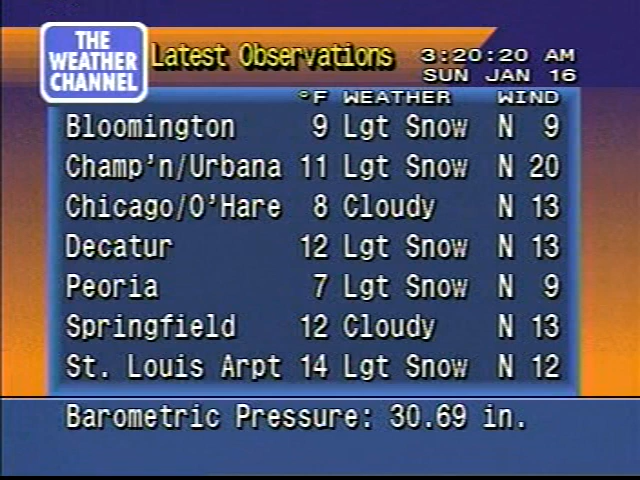 THE
WEATHER
CHANNEL
Latest Observations
3:20:20 AM
SUN JAN 16
°F WEATHER WIND
Bloomington 9 Lgt Snow N 9
Champ'n/Urbana 11 Lgt Snow N 20
Chicago/O'Hare 8 Cloudy N 13
Decatur 12 Lgt Snow N 13
Peoria 7 Lgt Snow N 9
Springfield 12 Cloudy N 13
St. Louis Arpt 14 Lgt Snow N 12
Barometric Pressure: 30.69 in.